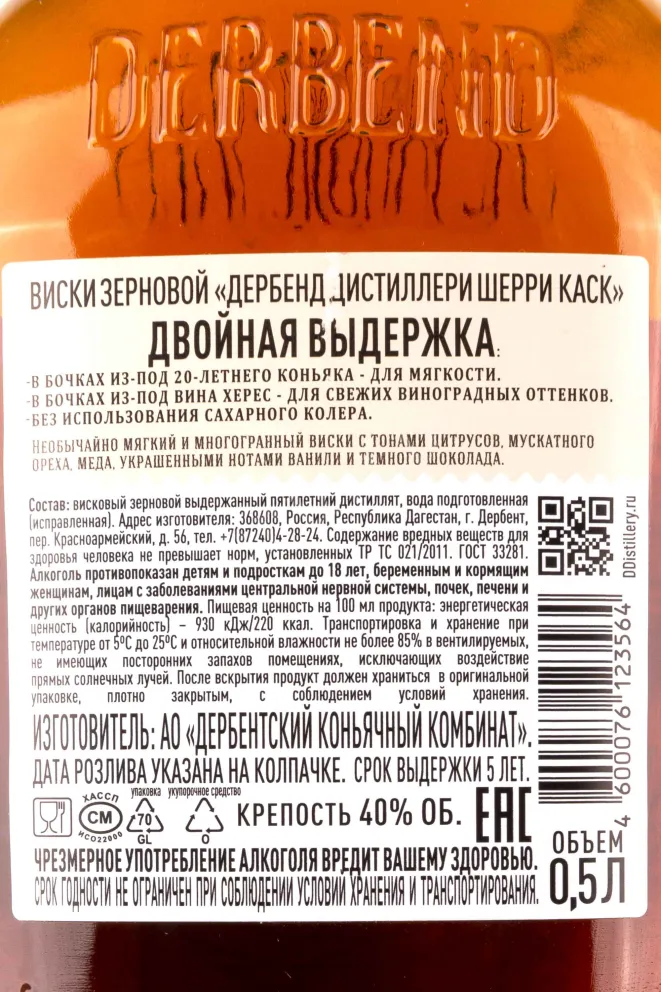 DERBEND
ВИСКИ ЗЕРНОВОЙ «ДЕРБЕНД ДИСТИЛЛЕРИ ШЕРРИ КАСК»
ДВОЙНАЯ ВЫДЕРЖКА:
-В БОЧКАХ ИЗ-ПОД 20-ЛЕТНЕГО КОНЬЯКА - ДЛЯ МЯГКОСТИ.
-В БОЧКАХ ИЗ-ПОД ВИНА ХЕРЕС - ДЛЯ СВЕЖИХ ВИНОГРАДНЫХ ОТТЕНКОВ.
-БЕЗ ИСПОЛЬЗОВАНИЯ САХАРНОГО КОЛЕРА.
НЕОБЫЧАЙНО МЯГКИЙ И МНОГОГРАННЫЙ ВИСКИ С ТОНАМИ ЦИТРУСОВ, МУСКАТНОГО
ОРЕХА, МЕДА, УКРАШЕННЫМИ НОТАМИ ВАНИЛИ И ТЕМНОГО ШОКОЛАДА.
Состав: висковый зерновой выдержанный пятилетний дистиллят, вода подготовленная
(исправленная). Адрес изготовителя: 368608, Россия, Республика Дагестан, г. Дербент,
пер. Красноармейский, д. 56, тел. +7(87240)4-28-24. Содержание вредных веществ для
здоровья человека не превышает норм, установленных ТР ТС 021/2011. ГОСТ 33281.
Алкоголь противопоказан детям и подросткам до 18 лет, беременным и кормящим
женщинам, лицам с заболеваниями центральной нервной системы, почек, печени и
других органов пищеварения. Пищевая ценность на 100 мл продукта: энергетическая
ценность (калорийность) – 930 кДж/220 ккал. Транспортировка и хранение при
температуре от 5ºС до 25ºС и относительной влажности не более 85% в вентилируемых,
не имеющих посторонних запахов помещениях, исключающих воздействие
прямых солнечных лучей. После вскрытия продукт должен храниться в оригинальной
упаковке, плотно закрытым, с соблюдением условий хранения.
DDistillery.ru
4 600076 123564
ИЗГОТОВИТЕЛЬ: АО «ДЕРБЕНТСКИЙ КОНЬЯЧНЫЙ КОМБИНАТ».
ДАТА РОЗЛИВА УКАЗАНА НА КОЛПАЧКЕ. СРОК ВЫДЕРЖКИ 5 ЛЕТ.
упаковка укупорочное средство
ХАССП
СМ
ИСО22000
70
GL
О
КРЕПОСТЬ 40% ОБ.
EAC
ОБЪЕМ
0,5Л
ЧРЕЗМЕРНОЕ УПОТРЕБЛЕНИЕ АЛКОГОЛЯ ВРЕДИТ ВАШЕМУ ЗДОРОВЬЮ.
СРОК ГОДНОСТИ НЕ ОГРАНИЧЕН ПРИ СОБЛЮДЕНИИ УСЛОВИЙ ХРАНЕНИЯ И ТРАНСПОРТИРОВАНИЯ.